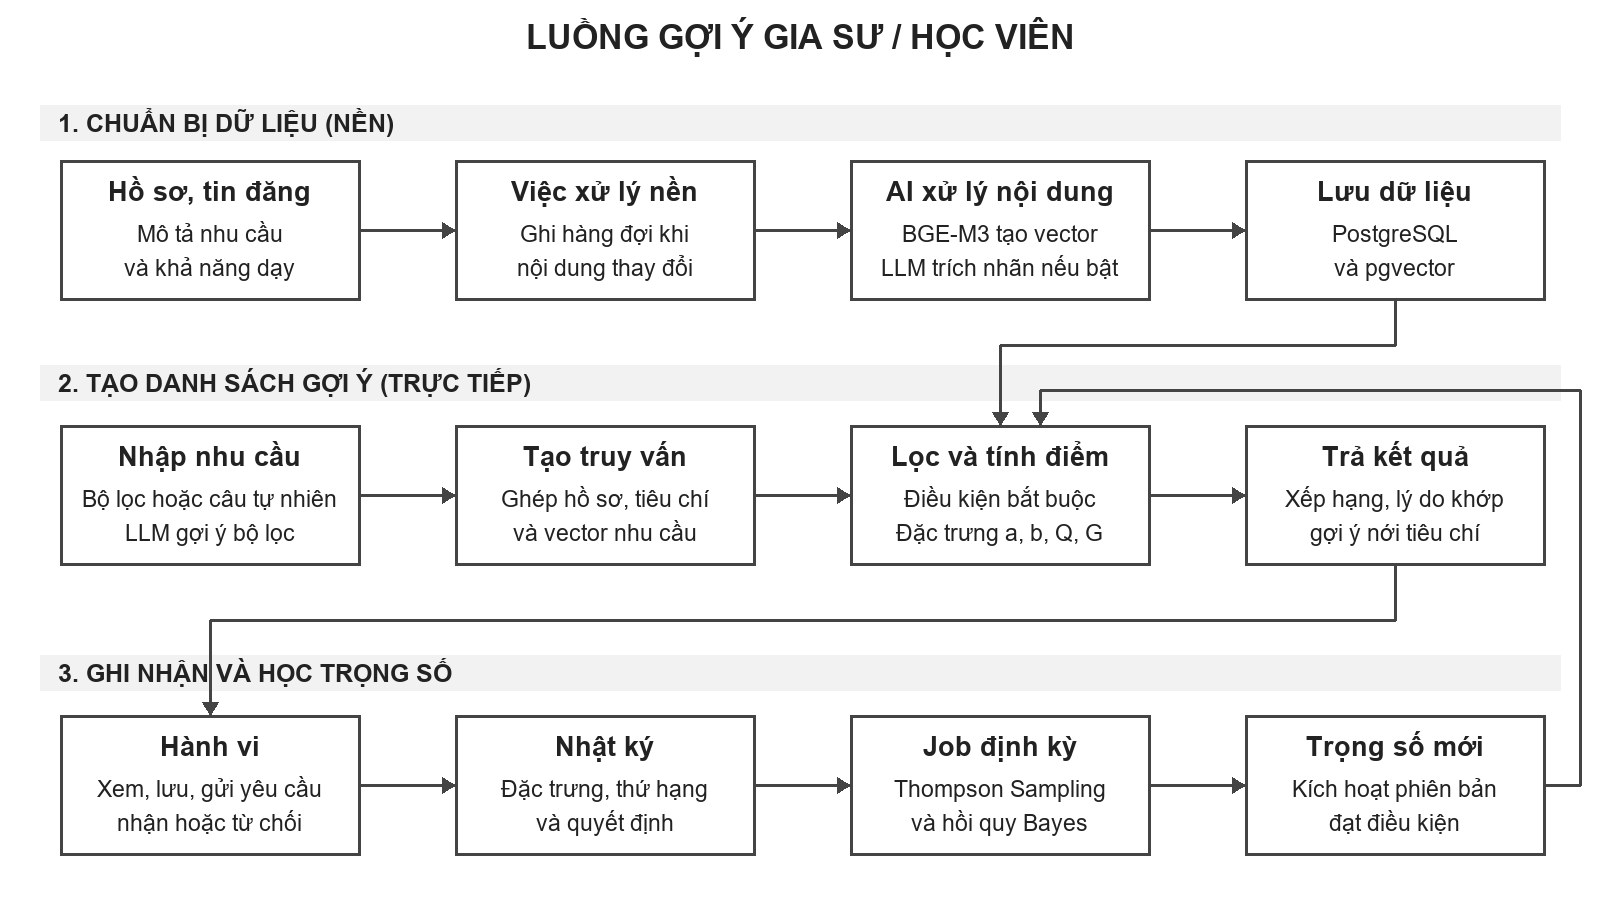 LUỒNG GỢI Ý GIA SƯ / HỌC VIÊN
1. CHUẨN BỊ DỮ LIỆU (NỀN)
Hồ sơ, tin đăng
Mô tả nhu cầu
và khả năng dạy
Việc xử lý nền
Ghi hàng đợi khi
nội dung thay đổi
AI xử lý nội dung
BGE-M3 tạo vector
LLM trích nhãn nếu bật
Lưu dữ liệu
PostgreSQL
và pgvector
2. TẠO DANH SÁCH GỢI Ý (TRỰC TIẾP)
Nhập nhu cầu
Bộ lọc hoặc câu tự nhiên
LLM gợi ý bộ lọc
Tạo truy vấn
Ghép hồ sơ, tiêu chí
và vector nhu cầu
Lọc và tính điểm
Điều kiện bắt buộc
Đặc trưng a, b, Q, G
Trả kết quả
Xếp hạng, lý do khớp
gợi ý nới tiêu chí
3. GHI NHẬN VÀ HỌC TRỌNG SỐ
Hành vi
Xem, lưu, gửi yêu cầu
nhận hoặc từ chối
Nhật ký
Đặc trưng, thứ hạng
và quyết định
Job định kỳ
Thompson Sampling
và hồi quy Bayes
Trọng số mới
Kích hoạt phiên bản
đạt điều kiện